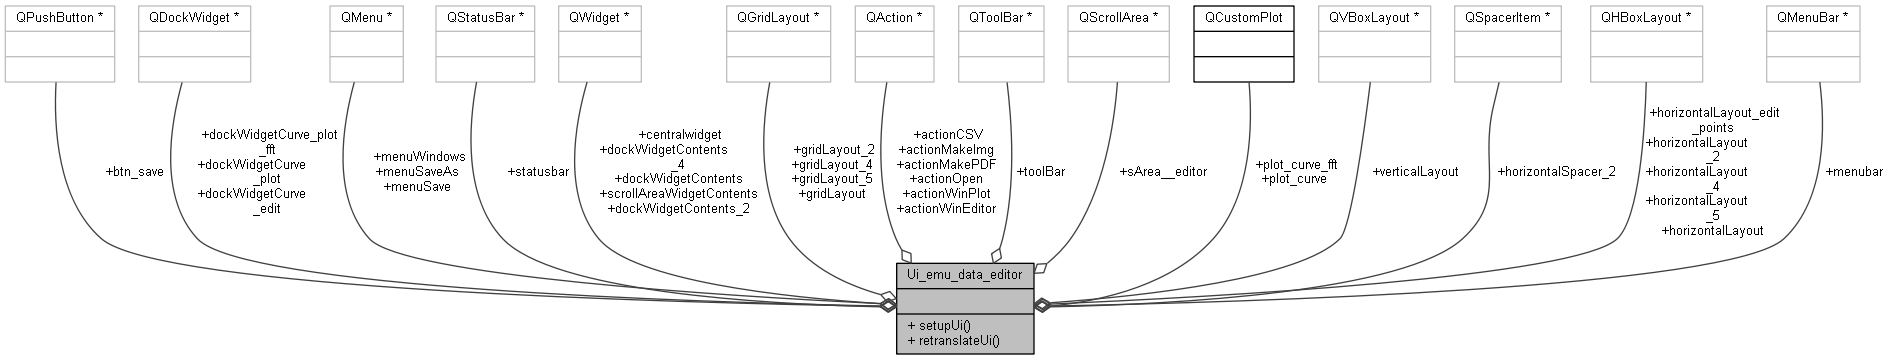 QPushButton *
QDockWidget *
QMenu *
QStatusBar *
QWidget *
QGridLayout *
QAction *
QToolBar *
QScrollArea *
QCustomPlot
QVBoxLayout *
QSpacerItem *
QHBoxLayout *
QMenuBar *
+btn_save
+dockWidgetCurve_plot
_fft
+dockWidgetCurve
_plot
+dockWidgetCurve
_edit
+menuWindows
+menuSaveAs
+menuSave
+statusbar
+centralwidget
+dockWidgetContents
_4
+dockWidgetContents
+scrollAreaWidgetContents
+dockWidgetContents_2
+gridLayout_2
+gridLayout_4
+gridLayout_5
+gridLayout
+actionCSV
+actionMakeImg
+actionMakePDF
+actionOpen
+actionWinPlot
+actionWinEditor
+toolBar
+sArea__editor
+plot_curve_fft
+plot_curve
+verticalLayout
+horizontalSpacer_2
+horizontalLayout_edit
_points
+horizontalLayout
_2
+horizontalLayout
_4
+horizontalLayout
_5
+horizontalLayout
+menubar
Ui_emu_data_editor
+ setupUi()
+ retranslateUi()